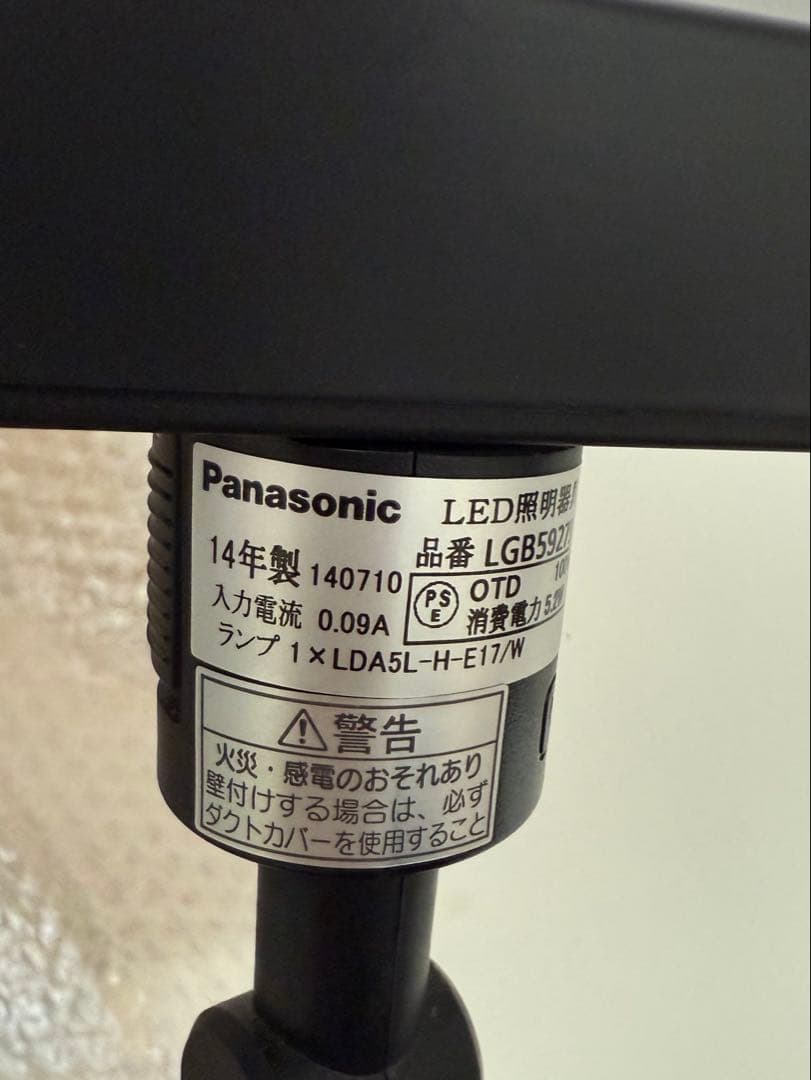 Panasonic LED照明器
14年製 140710 品番 LGB5927
PS E OTD 100
入力電流 0.09A 消費電力 5.2W
ランプ 1×LDA5L-H-E17/W
⚠警告
火災・感電のおそれあり
壁付けする場合は、必ず
ダクトカバーを使用すること